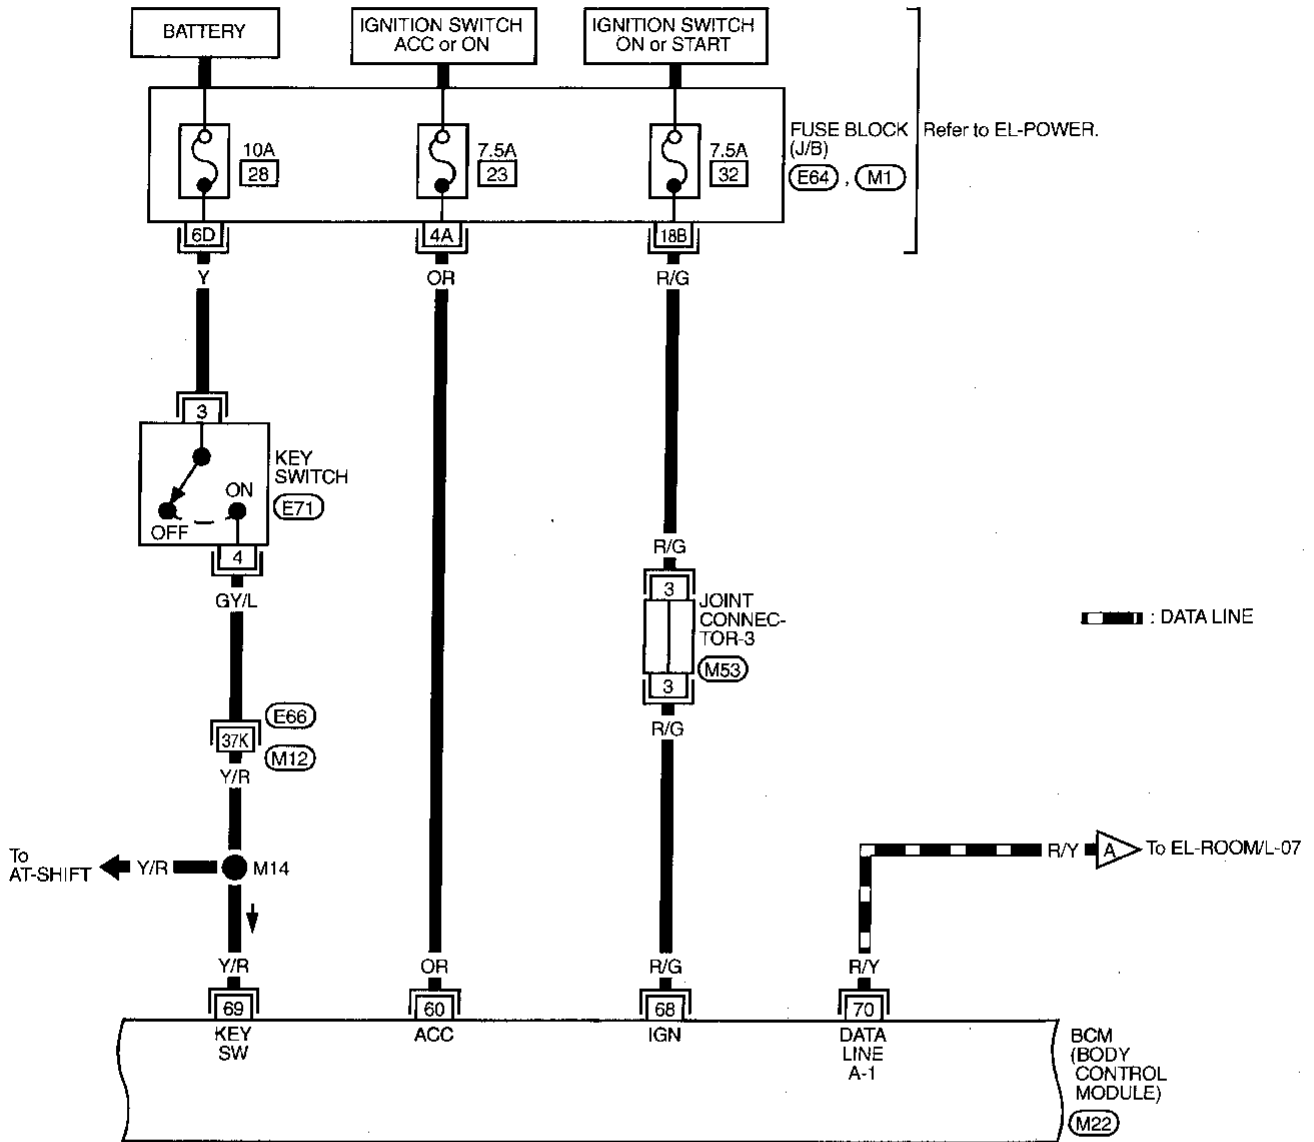 BATTERY
IGNITION SWITCH
ACC or ON
IGNITION SWITCH
ON or START
10A
28
7.5A
23
7.5A
32
FUSE BLOCK
(J/B)
E64 , M1
Refer to EL-POWER.
6D
4A
18B
Y
OR
R/G
3
KEY
SWITCH
E71
ON
OFF
4
GY/L
R/G
3
JOINT
CONNEC-
TOR-3
M53
3
R/G
: DATA LINE
E66
37K
M12
Y/R
To
AT-SHIFT
Y/R
M14
R/Y
A
To EL-ROOM/L-07
Y/R
OR
R/G
R/Y
69
60
68
70
KEY
SW
ACC
IGN
DATA
LINE
A-1
BCM
(BODY
CONTROL
MODULE)
M22